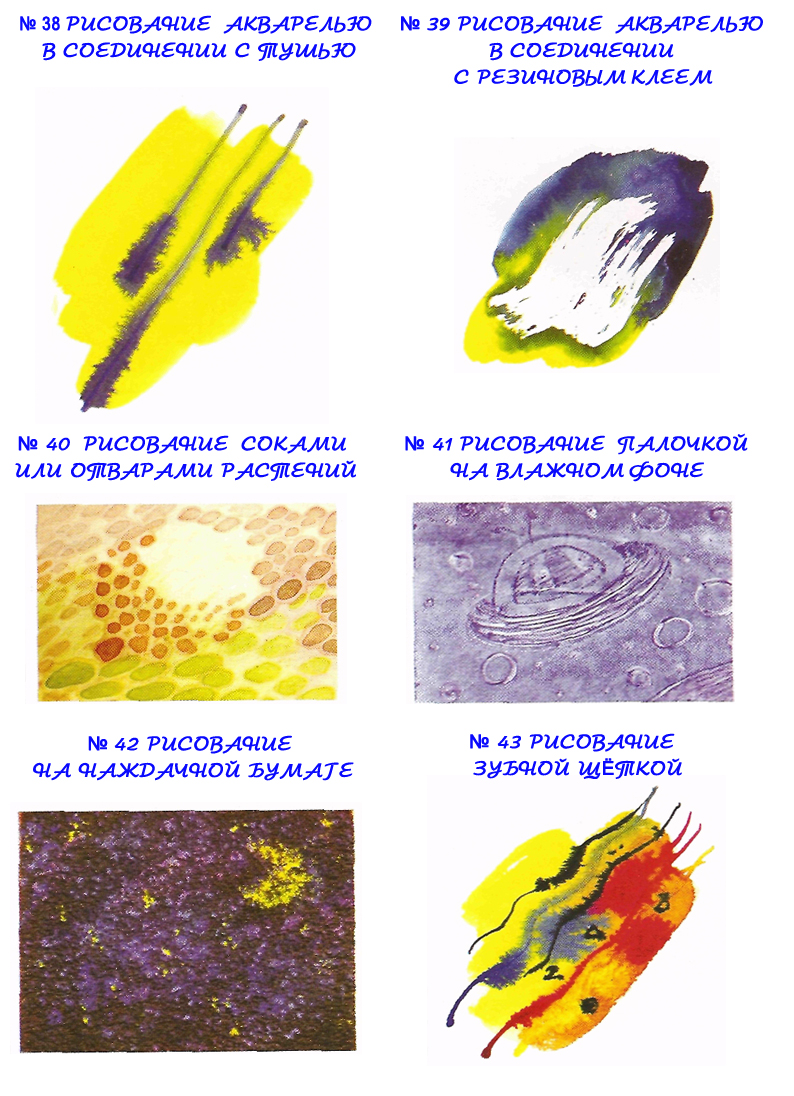 № 38 РИСОВАНИЕ АКВАРЕЛЬЮ
В СОЕДИНЕНИИ С ТУШЬЮ
№ 39 РИСОВАНИЕ АКВАРЕЛЬЮ
В СОЕДИНЕНИИ
С РЕЗИНОВЫМ КЛЕЕМ
№ 40 РИСОВАНИЕ СОКАМИ
ИЛИ ОТВАРАМИ РАСТЕНИЙ
№ 41 РИСОВАНИЕ ПАЛОЧКОЙ
НА ВЛАЖНОМ ФОНЕ
№ 42 РИСОВАНИЕ
НА НАЖДАЧНОЙ БУМАГЕ
№ 43 РИСОВАНИЕ
ЗУБНОЙ ЩЁТКОЙ